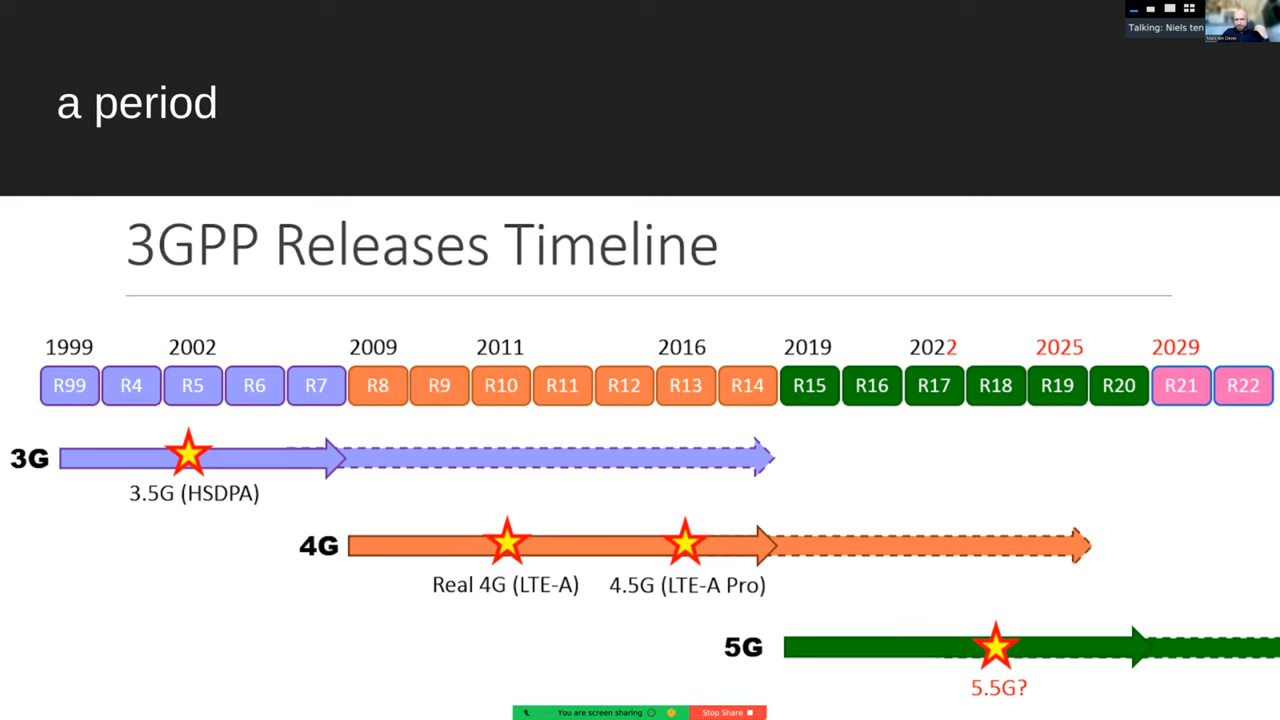 Talking: Niels ten
Niels ten Oever
a period
3GPP Releases Timeline
1999 2002 2009 2011 2016 2019 2022 2025 2029
R99 R4 R5 R6 R7 R8 R9 R10 R11 R12 R13 R14 R15 R16 R17 R18 R19 R20 R21 R22
3G
3.5G (HSDPA)
4G
Real 4G (LTE-A) 4.5G (LTE-A Pro)
5G
5.5G?
You are screen sharing Stop Share